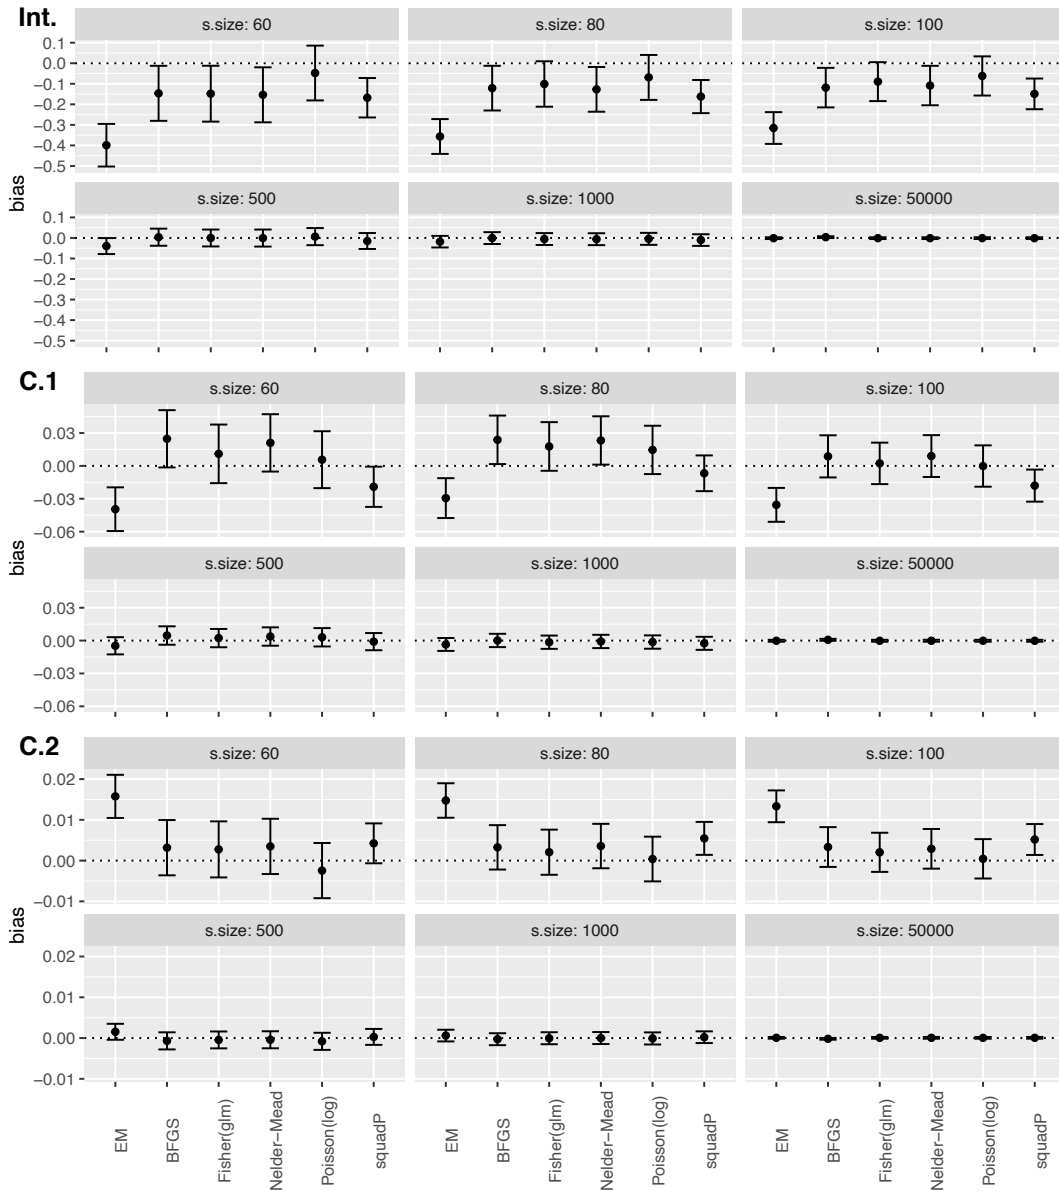 Int.
s.size: 60
s.size: 80
s.size: 100
0.1
0.0
−0.1
−0.2
−0.3
−0.4
−0.5
bias
s.size: 500
s.size: 1000
s.size: 50000
0.1
0.0
−0.1
−0.2
−0.3
−0.4
−0.5
C.1
s.size: 60
s.size: 80
s.size: 100
0.03
0.00
−0.03
−0.06
bias
s.size: 500
s.size: 1000
s.size: 50000
0.03
0.00
−0.03
−0.06
C.2
s.size: 60
s.size: 80
s.size: 100
0.02
0.01
0.00
−0.01
bias
s.size: 500
s.size: 1000
s.size: 50000
0.02
0.01
0.00
−0.01
EM
BFGS
Fisher(glm)
Nelder−Mead
Poisson(log)
squadP
EM
BFGS
Fisher(glm)
Nelder−Mead
Poisson(log)
squadP
EM
BFGS
Fisher(glm)
Nelder−Mead
Poisson(log)
squadP